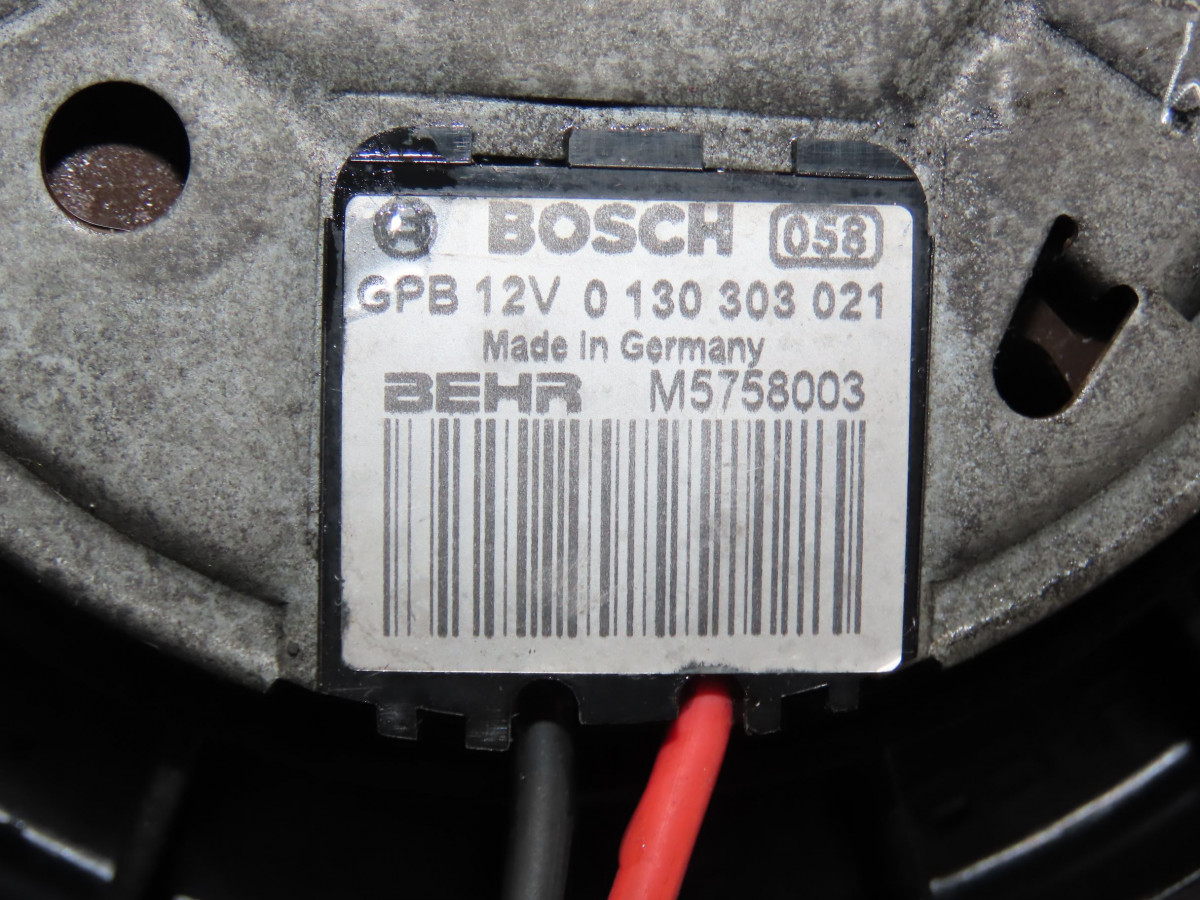 BOSCH 058
GPB 12V 0 130 303 021
Made in Germany
BEHR M5758003